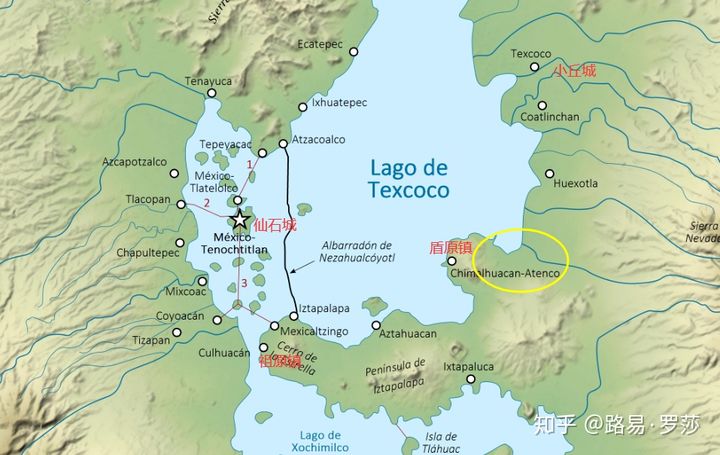 Sierra
Ecatepec
Texcoco
小丘城
Tenayuca
Ixhuatepec
Coatlinchan
Tepeyacac
Atzacoalco
1
Azcapotzalco
México-
Tlatelolco
Lago de
Texcoco
Huexotla
Tlacopan
2
仙石城
México-
Tenochtitlan
Sierra
Nevada
Chapultepec
Albarradón de
Nezahualcóyotl
盾原镇
Chimalhuacan-Atenco
3
Mixcoac
Iztapalapa
Coyoacán
Mexicaltzingo
Aztahuacan
Tizapan
Culhuacán
祖原镇
Cerro de
la Estrella
Península de
Iztapalapa
Ixtapaluca
Lago de
Xochimilco
Isla de
Tláhuac
知乎 @路易·罗莎